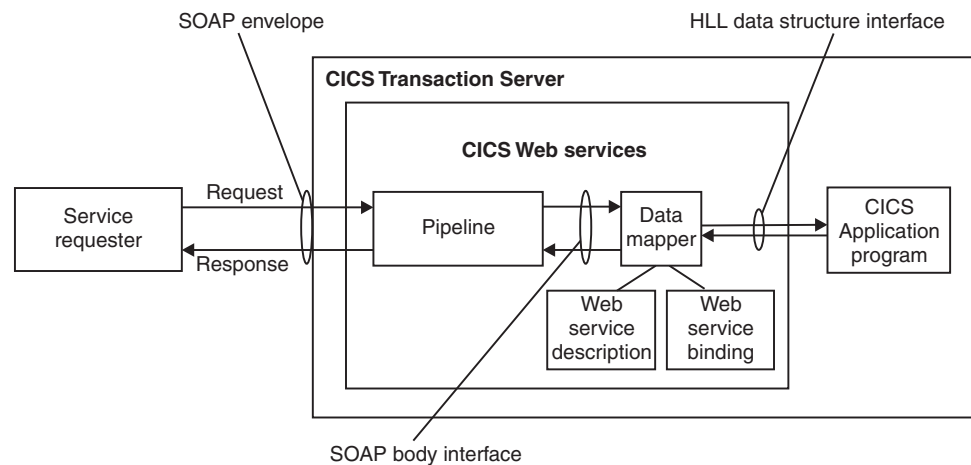 SOAP envelope
HLL data structure interface
CICS Transaction Server
CICS Web services
Request
Service
requester
Response
Pipeline
Data
mapper
CICS
Application
program
Web
service
description
Web
service
binding
SOAP body interface